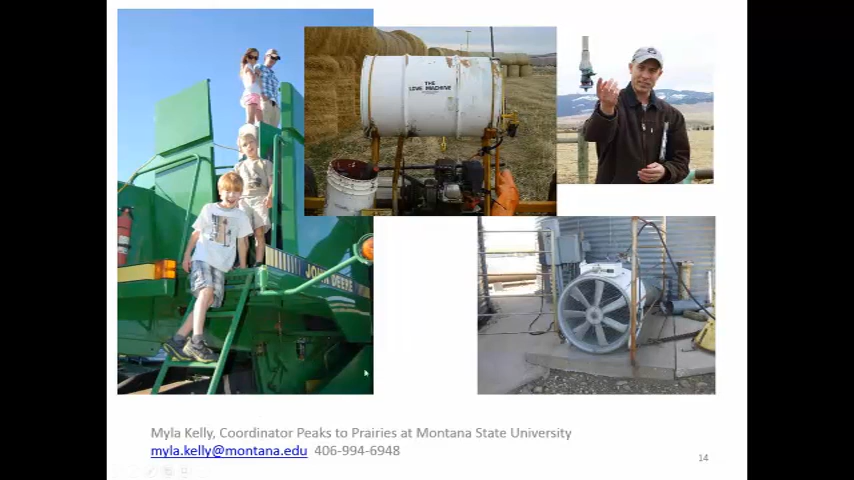 THE
LOVE MACHINE
JOHN DEERE
Myla Kelly, Coordinator Peaks to Prairies at Montana State University
myla.kelly@montana.edu 406-994-6948
14